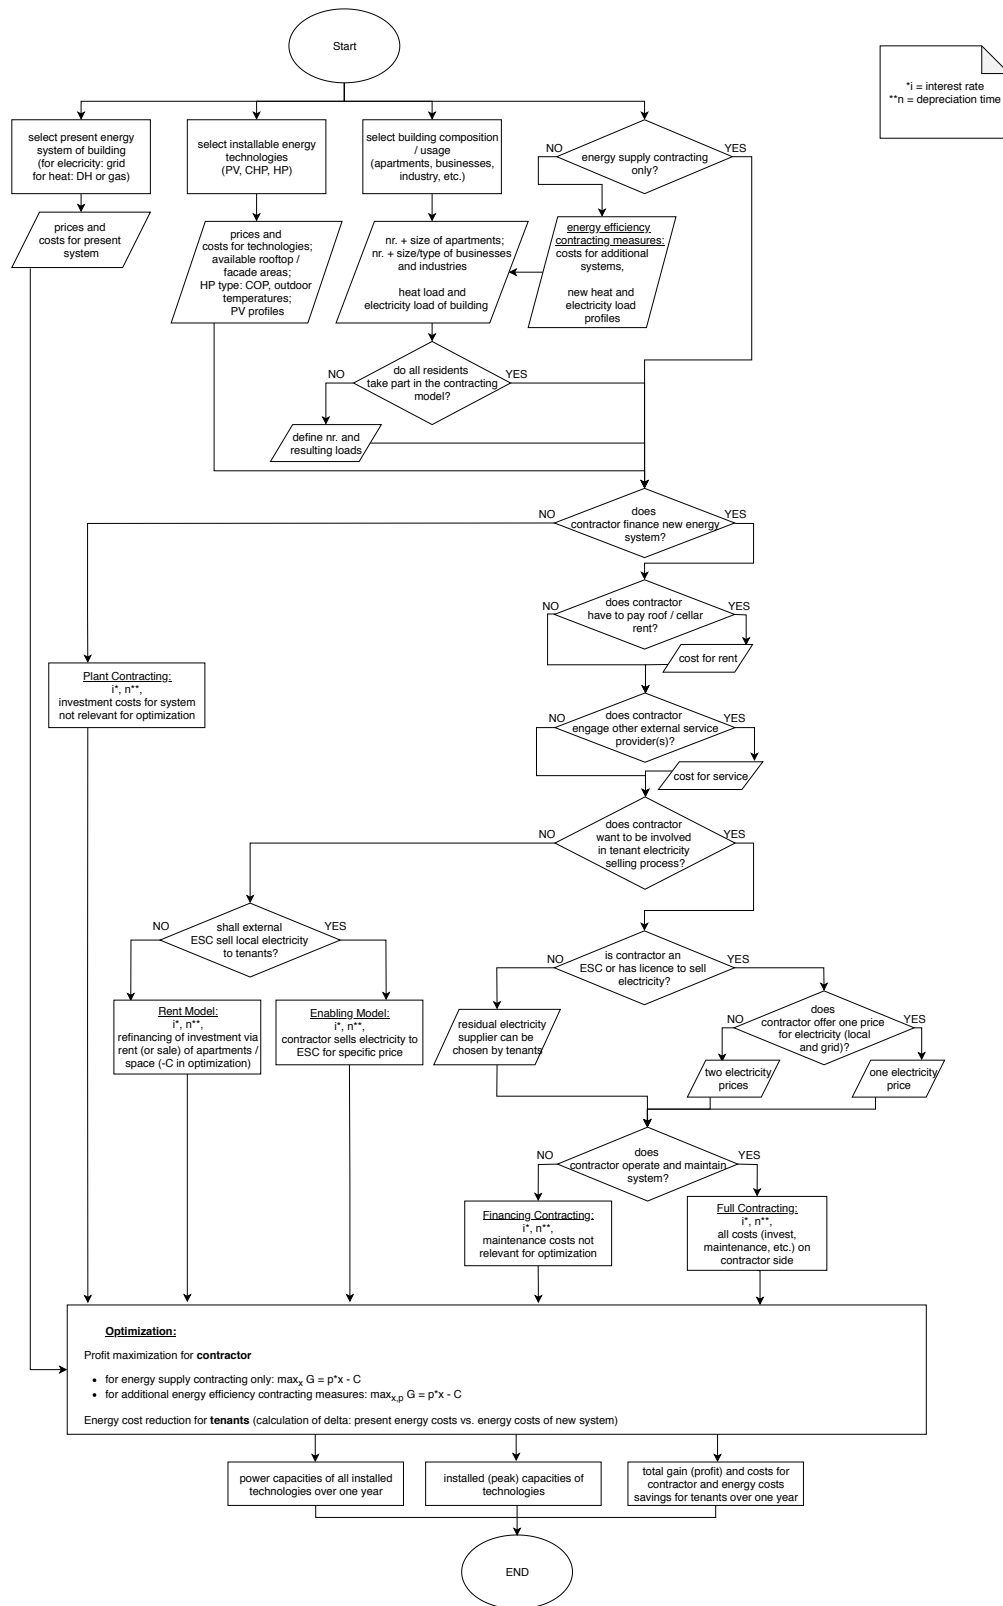 Start
*i = interest rate
**n = depreciation time
select present energy
system of building
(for elecricity: grid
for heat: DH or gas)
select installable energy
technologies
(PV, CHP, HP)
select building composition
/ usage
(apartments, businesses,
industry, etc.)
NO
energy supply contracting
only?
YES
prices and
costs for present
system
prices and
costs for technologies;
available rooftop /
facade areas;
HP type: COP, outdoor
temperatures;
PV profiles
nr. + size of apartments;
nr. + size/type of businesses
and industries
heat load and
electricity load of building
energy efficiency
contracting measures:
costs for additional
systems,
new heat and
electricity load
profiles
NO
do all residents
take part in the contracting
model?
YES
define nr. and
resulting loads
NO
does
contractor finance new energy
system?
YES
NO
does contractor
have to pay roof / cellar
rent?
YES
cost for rent
Plant Contracting:
i*, n**,
investment costs for system
not relevant for optimization
NO
does contractor
engage other external service
provider(s)?
YES
cost for service
NO
does contractor
want to be involved
in tenant electricity
selling process?
YES
NO
shall external
ESC sell local electricity
to tenants?
YES
NO
is contractor an
ESC or has licence to sell
electricity?
YES
Rent Model:
i*, n**,
refinancing of investment via
rent (or sale) of apartments /
space (-C in optimization)
Enabling Model:
i*, n**,
contractor sells electricity to
ESC for specific price
residual electricity
supplier can be
chosen by tenants
NO
does
contractor offer one price
for electricity (local
and grid)?
YES
two electricity
prices
one electricity
price
NO
does
contractor operate and maintain
system?
YES
Financing Contracting:
i*, n**,
maintenance costs not
relevant for optimization
Full Contracting:
i*, n**,
all costs (invest,
maintenance, etc.) on
contractor side
Optimization:
Profit maximization for contractor
• for energy supply contracting only: maxₓ G = p*x - C
• for additional energy efficiency contracting measures: max_x,p G = p*x - C
Energy cost reduction for tenants (calculation of delta: present energy costs vs. energy costs of new system)
power capacities of all installed
technologies over one year
installed (peak) capacities of
technologies
total gain (profit) and costs for
contractor and energy costs
savings for tenants over one year
END